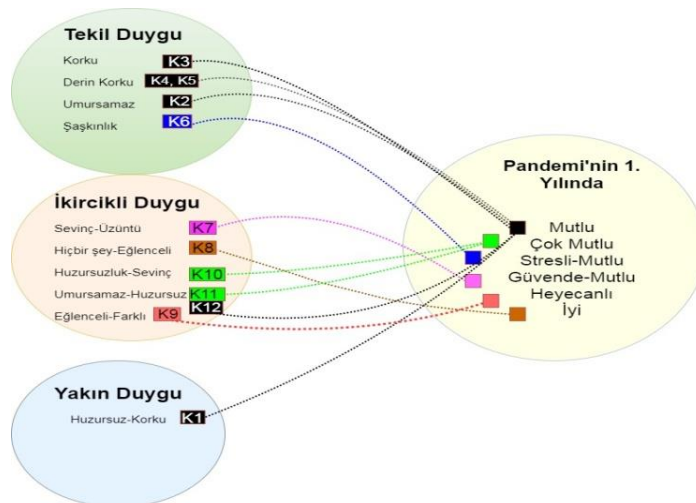 Tekil Duygu
Korku K3
Derin Korku K4, K5
Umursamaz K2
Şaşkınlık K6
İkircikli Duygu
Sevinç-Üzüntü K7
Hiçbir şey-Eğlenceli K8
Huzursuzluk-Sevinç K10
Umursamaz-Huzursuz K11
K12
Eğlenceli-Farklı K9
Yakın Duygu
Huzursuz-Korku K1
Pandemi'nin 1.
Yılında
Mutlu
Çok Mutlu
Stresli-Mutlu
Güvende-Mutlu
Heyecanlı
İyi